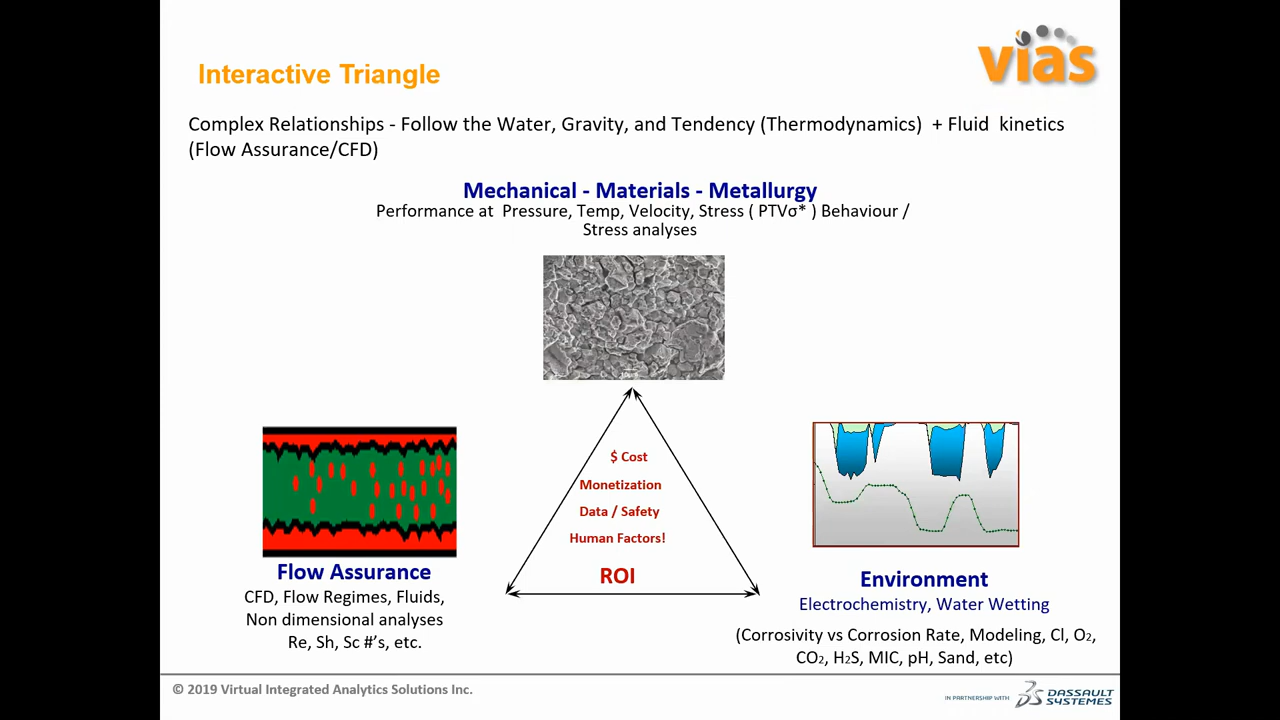 vias
Interactive Triangle
Complex Relationships - Follow the Water, Gravity, and Tendency (Thermodynamics) + Fluid kinetics
(Flow Assurance/CFD)
Mechanical - Materials - Metallurgy
Performance at Pressure, Temp, Velocity, Stress ( PTVσ* ) Behaviour /
Stress analyses
$ Cost
Monetization
Data / Safety
Human Factors!
ROI
Flow Assurance
CFD, Flow Regimes, Fluids,
Non dimensional analyses
Re, Sh, Sc #'s, etc.
Environment
Electrochemistry, Water Wetting
(Corrosivity vs Corrosion Rate, Modeling, Cl, O₂,
CO₂, H₂S, MIC, pH, Sand, etc)
© 2019 Virtual Integrated Analytics Solutions Inc.
IN PARTNERSHIP WITH
DASSAULT
SYSTEMES